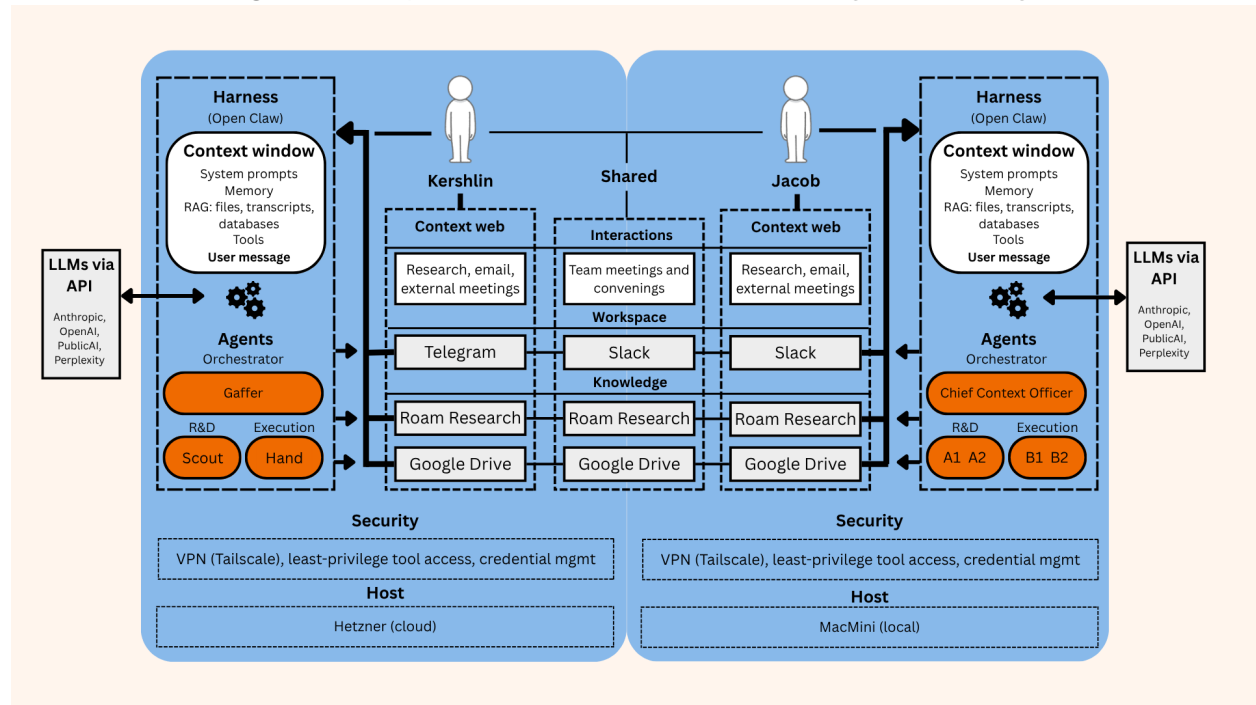 Harness
(Open Claw)
Context window
System prompts
Memory
RAG: files, transcripts,
databases
Tools
User message
LLMs via
API
Anthropic,
OpenAI,
PublicAI,
Perplexity
Agents
Orchestrator
Gaffer
R&D
Execution
Scout
Hand
Kershlin
Shared
Jacob
Context web
Interactions
Context web
Research, email,
external meetings
Team meetings and
convenings
Research, email,
external meetings
Workspace
Telegram
Slack
Slack
Knowledge
Roam Research
Roam Research
Roam Research
Google Drive
Google Drive
Google Drive
Harness
(Open Claw)
Context window
System prompts
Memory
RAG: files, transcripts,
databases
Tools
User message
LLMs via
API
Anthropic,
OpenAI,
PublicAI,
Perplexity
Agents
Orchestrator
Chief Context Officer
R&D
Execution
A1 A2
B1 B2
Security
VPN (Tailscale), least-privilege tool access, credential mgmt
Host
Hetzner (cloud)
Security
VPN (Tailscale), least-privilege tool access, credential mgmt
Host
MacMini (local)